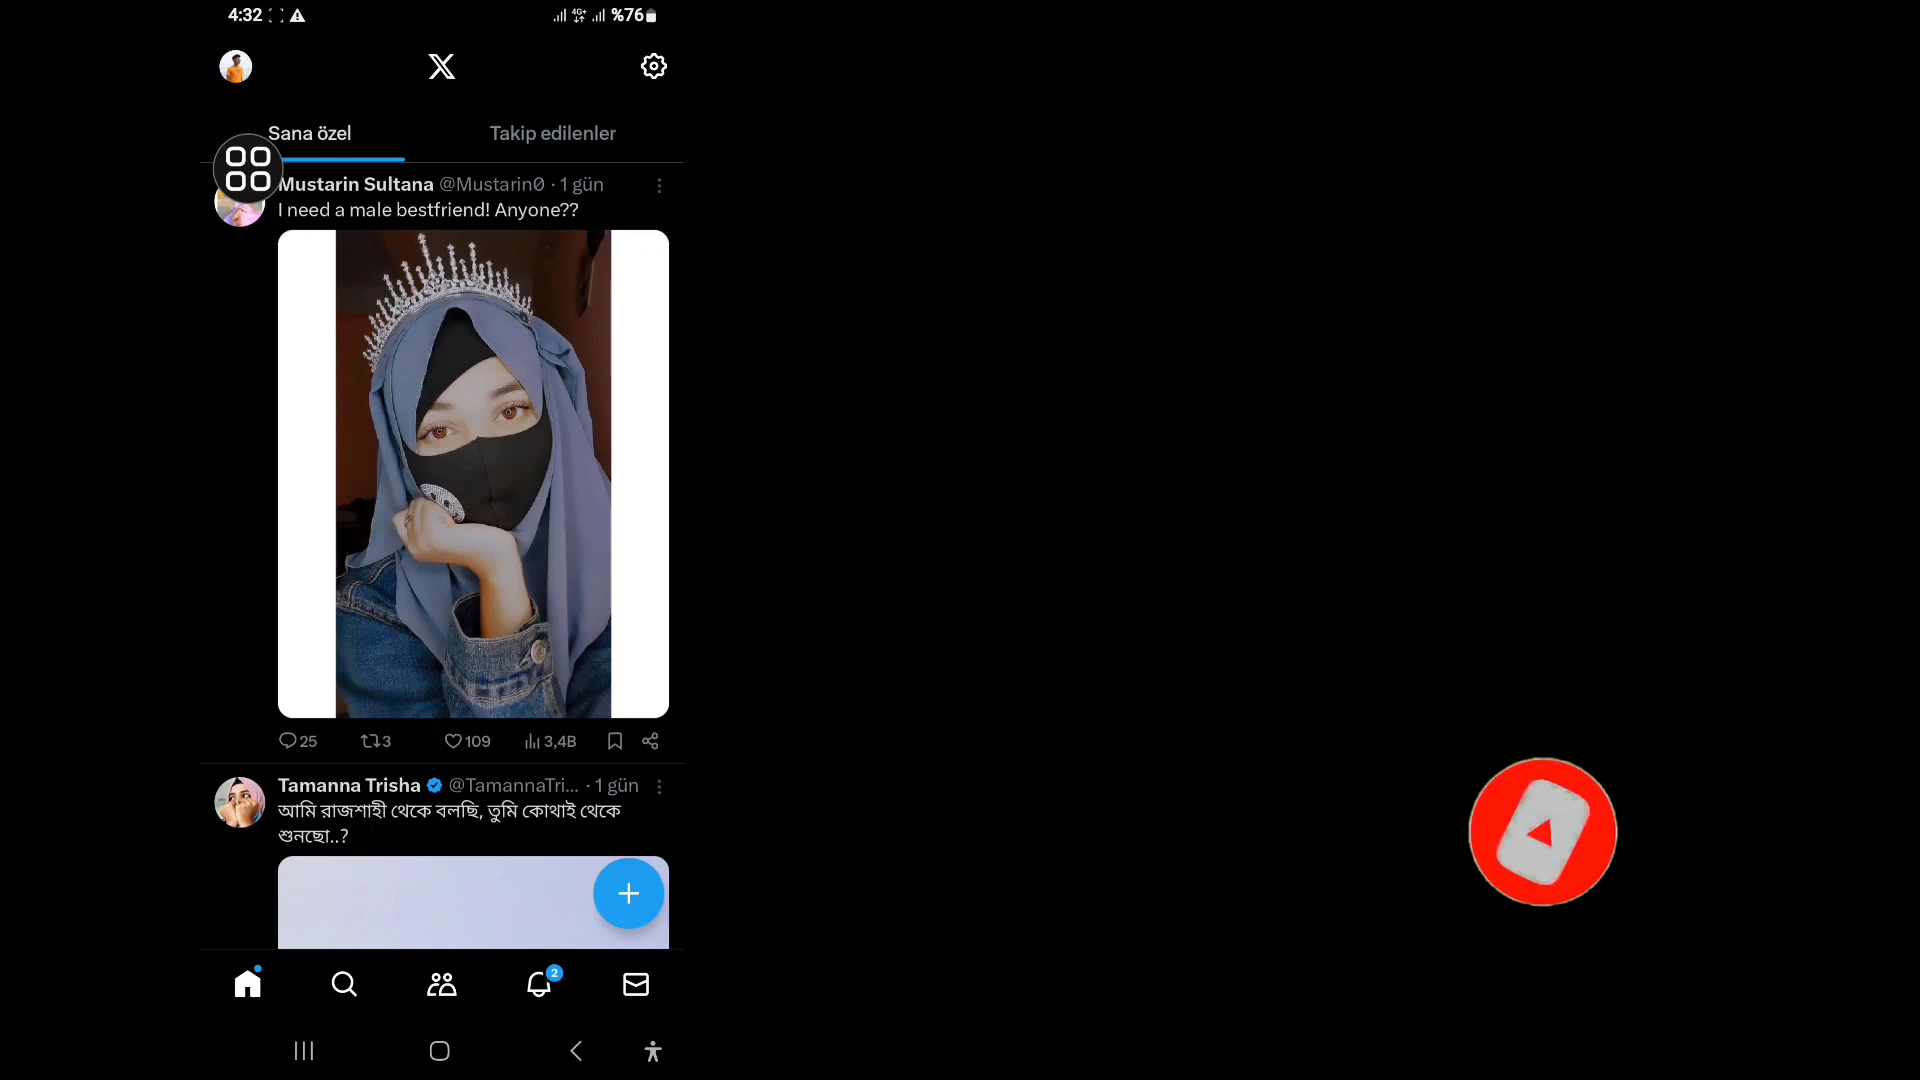 4:32
4G+
%76
Sana özel
Takip edilenler
Mustarin Sultana @Mustarin0 · 1 gün
I need a male bestfriend! Anyone??
25
3
109
3,4B
Tamanna Trisha @TamannaTri... · 1 gün
আমি রাজশাহী থেকে বলছি, তুমি কোথাই থেকে
শুনছো..?
2